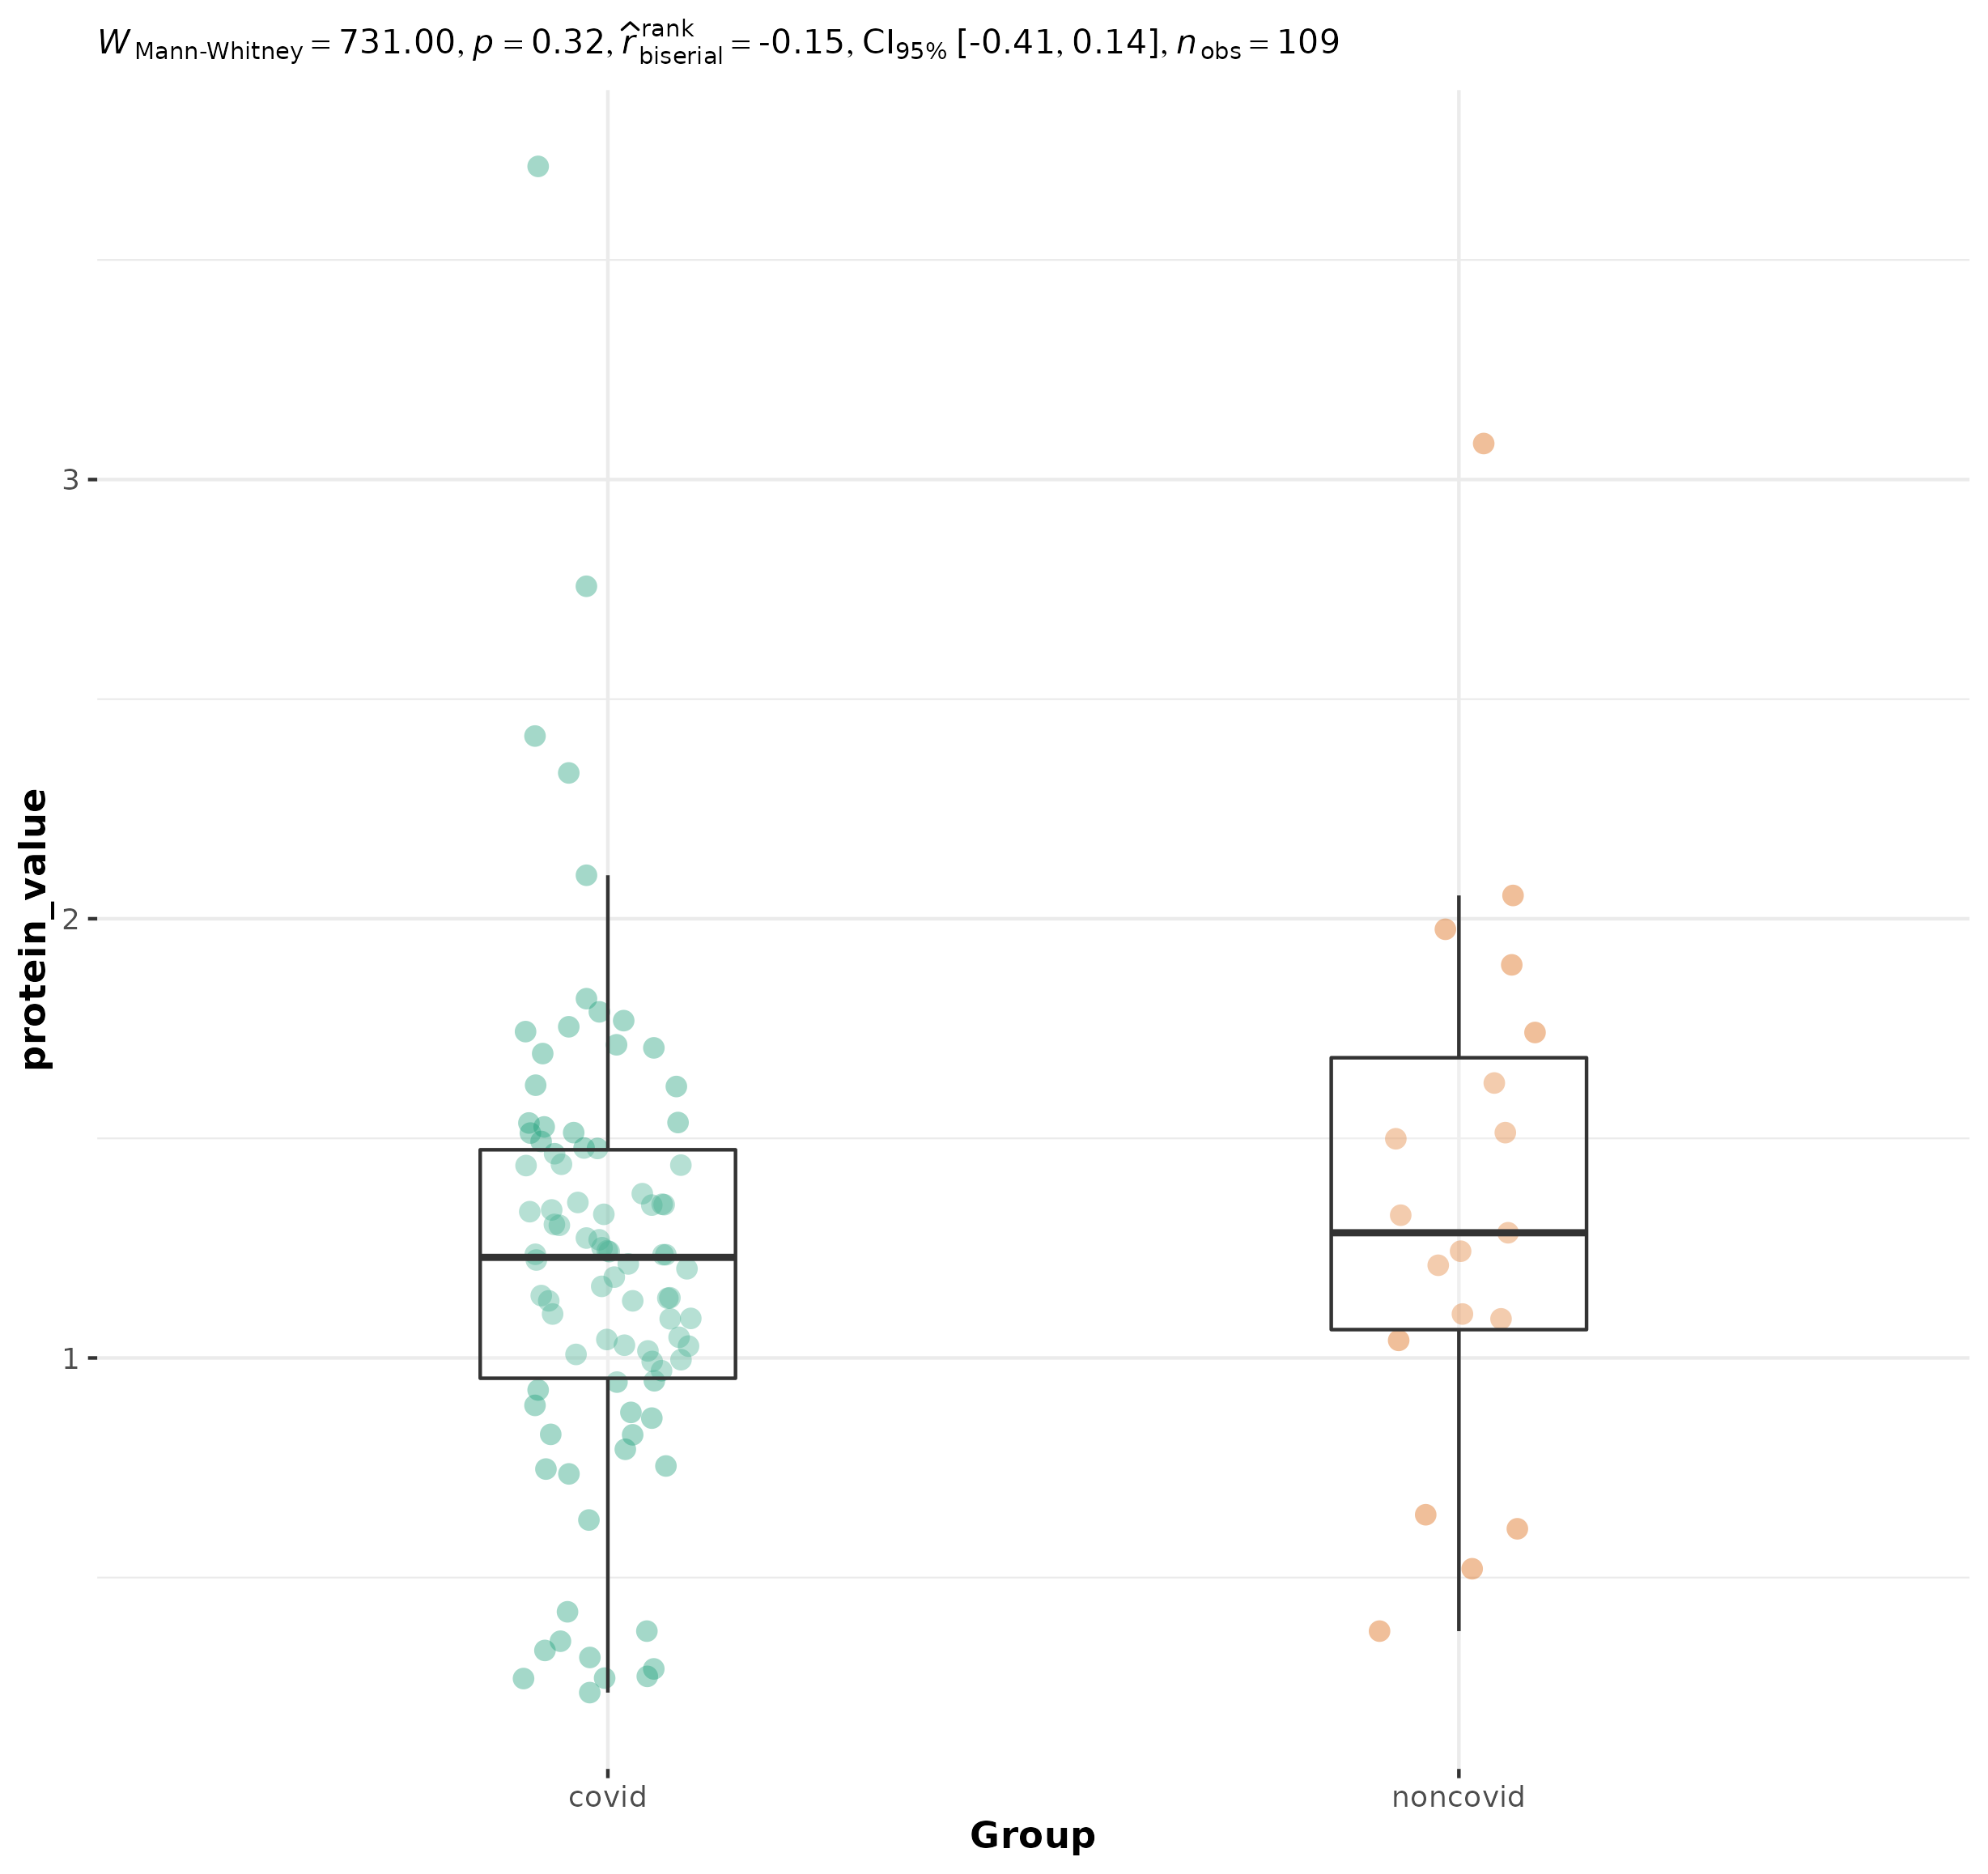 W Mann-Whitney = 731.00, p = 0.32, r̂ rank biserial = -0.15, CI95% [-0.41, 0.14], n obs = 109
protein_value
3
2
1
covid noncovid
Group